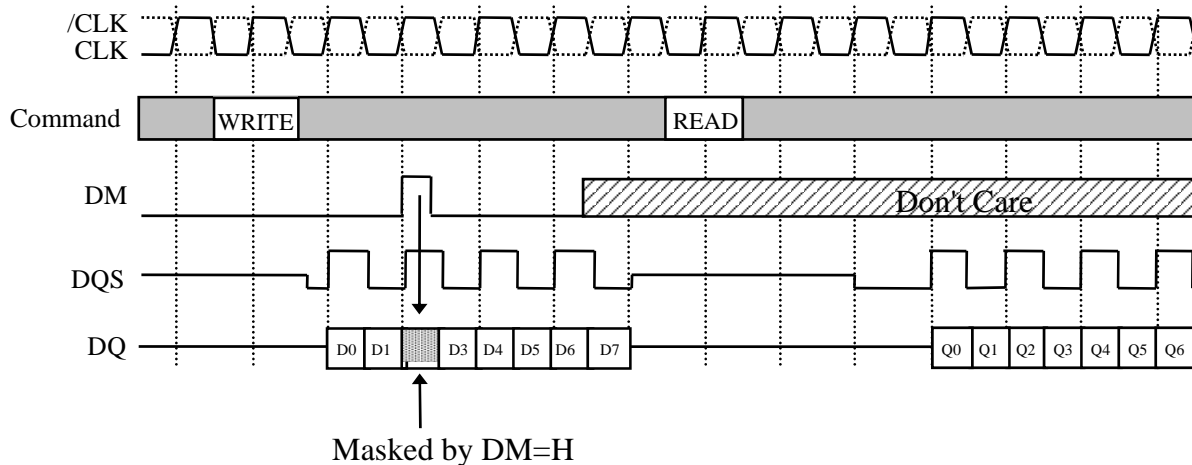 /CLK
CLK
Command WRITE READ
DM Don't Care
DQS
DQ D0 D1 D3 D4 D5 D6 D7 Q0 Q1 Q2 Q3 Q4 Q5 Q6
Masked by DM=H